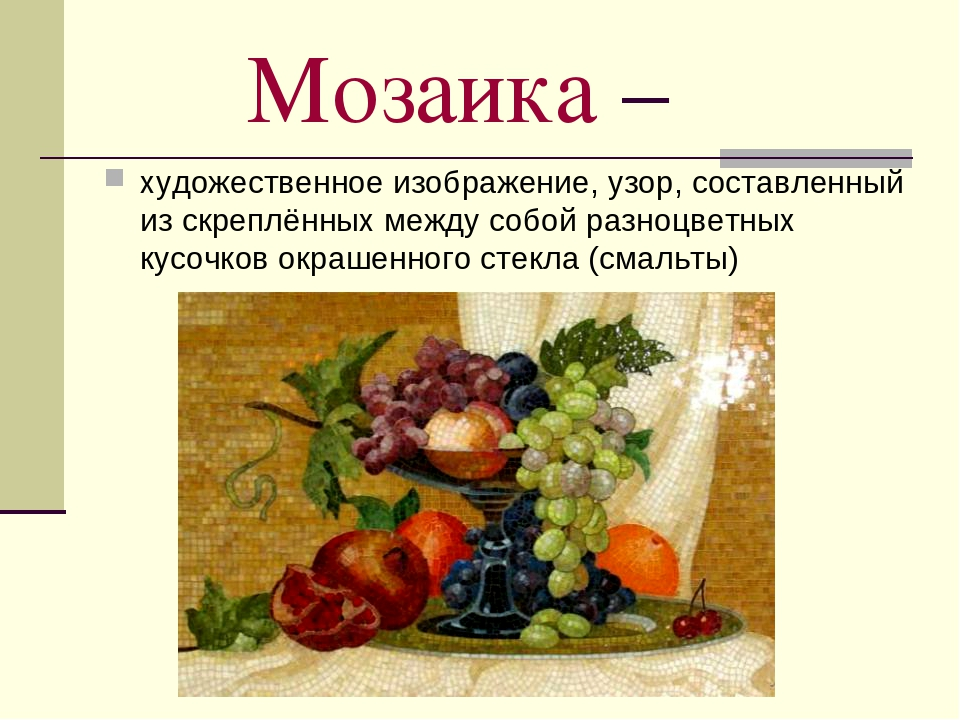 Мозаика –
художественное изображение, узор, составленный
из скреплённых между собой разноцветных
кусочков окрашенного стекла (смальты)